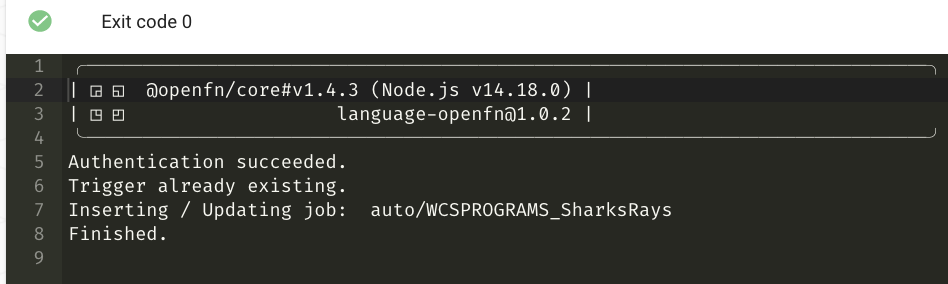 Exit code 0
1 ╭──────────────────────────────────────╮
2 | ◲ ◱  @openfn/core#v1.4.3 (Node.js v14.18.0) |
3 | ◳ ◰                  language-openfn@1.0.2 |
4 ╰──────────────────────────────────────╯
5 Authentication succeeded.
6 Trigger already existing.
7 Inserting / Updating job:  auto/WCSPROGRAMS_SharksRays
8 Finished.
9